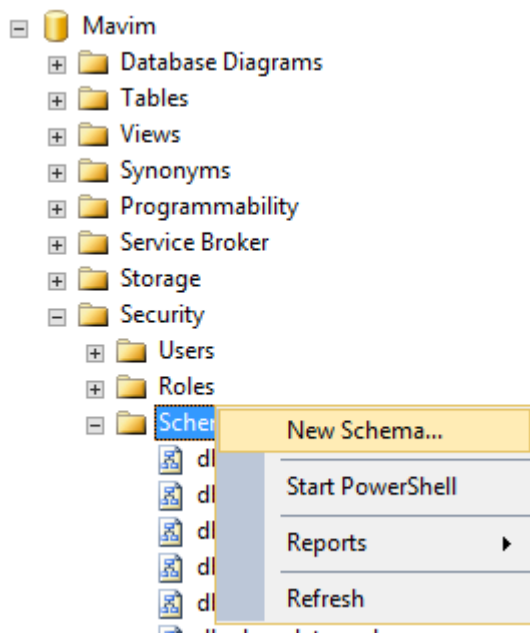 Mavim
Database Diagrams
Tables
Views
Synonyms
Programmability
Service Broker
Storage
Security
Users
Roles
New Schema...
Start PowerShell
Reports
Refresh